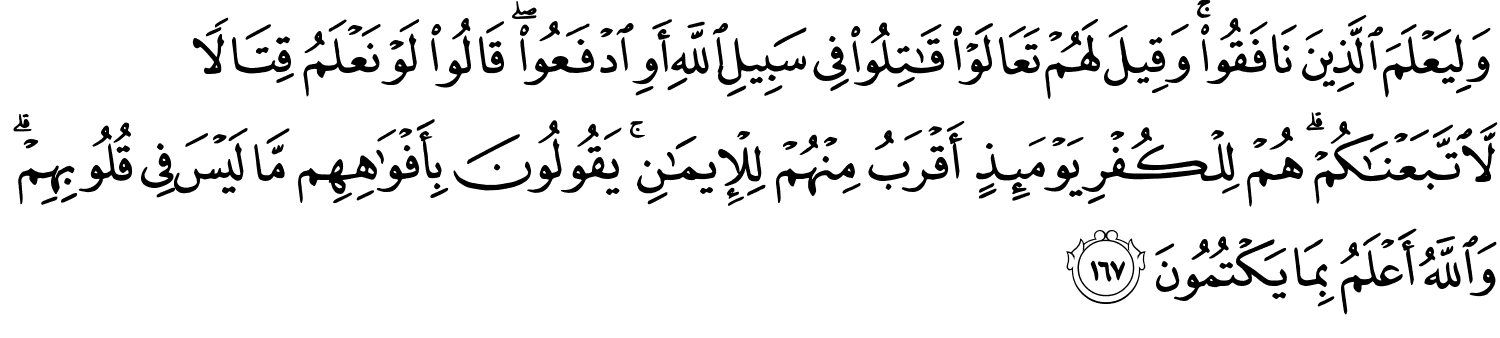 وَلِيَعْلَمَ ٱلَّذِينَ نَافَقُوا۟ ۚ وَقِيلَ لَهُمْ تَعَالَوْا۟ قَـٰتِلُوا۟ فِى سَبِيلِ ٱللَّهِ أَوِ ٱدْفَعُوا۟ ۖ قَالُوا۟ لَوْ نَعْلَمُ قِتَالًا
لَّٱتَّبَعْنَـٰكُمْ ۗ هُمْ لِلْكُفْرِ يَوْمَئِذٍ أَقْرَبُ مِنْهُمْ لِلْإِيمَـٰنِ ۚ يَقُولُونَ بِأَفْوَٰهِهِم مَّا لَيْسَ فِى قُلُوبِهِمْ ۗ
وَٱللَّهُ أَعْلَمُ بِمَا يَكْتُمُونَ ١٦٧